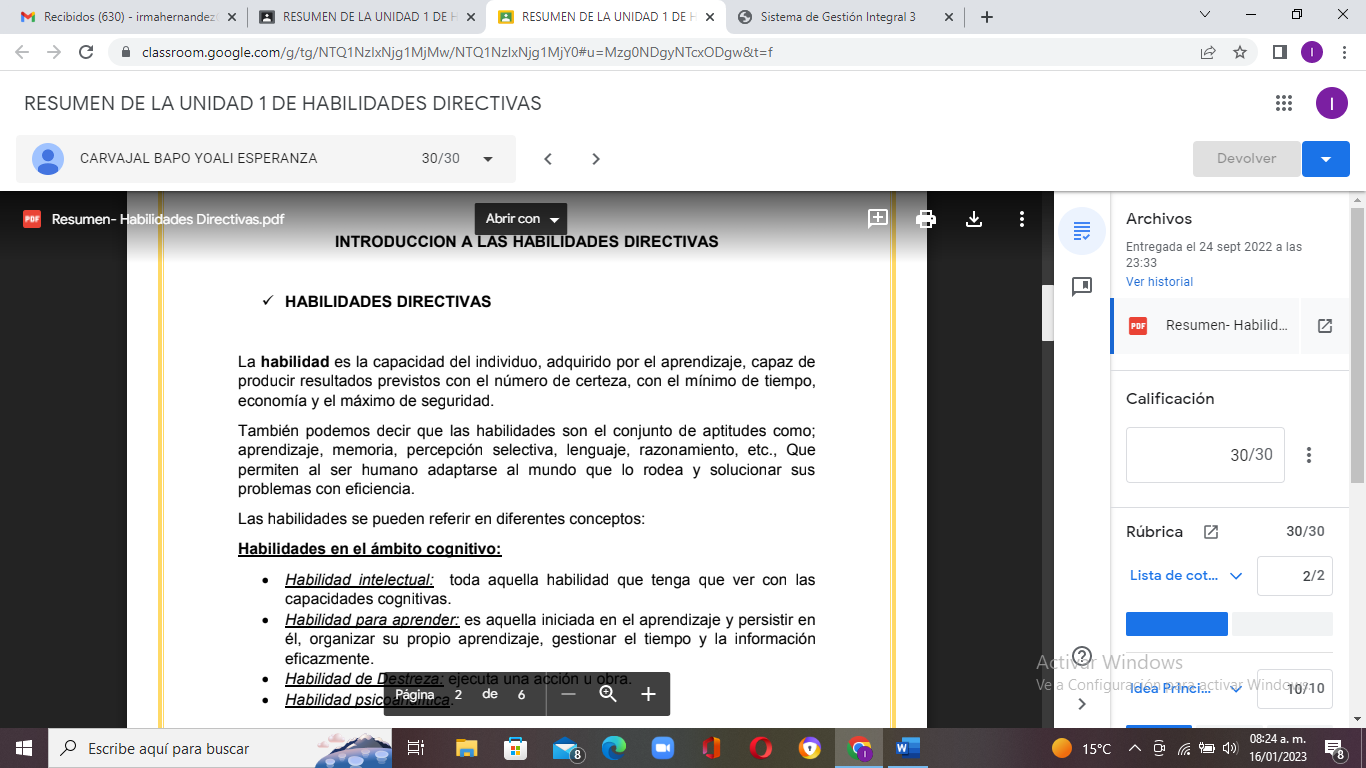 Recibidos (630) - irmahernandez
RESUMEN DE LA UNIDAD 1 DE H
RESUMEN DE LA UNIDAD 1 DE H
Sistema de Gestión Integral 3
classroom.google.com/g/tg/NTQ1NzIxNjg1MjMw/NTQ1NzIxNjg1MjY0#u=Mzg0NDgyNTcxODgw&t=f
I
RESUMEN DE LA UNIDAD 1 DE HABILIDADES DIRECTIVAS
I
CARVAJAL BAPO YOALI ESPERANZA
30/30
Devolver
PDF Resumen- Habilidades Directivas.pdf
Abrir con
INTRODUCCION A LAS HABILIDADES DIRECTIVAS
✓ HABILIDADES DIRECTIVAS
La habilidad es la capacidad del individuo, adquirido por el aprendizaje, capaz de
producir resultados previstos con el número de certeza, con el mínimo de tiempo,
economía y el máximo de seguridad.
También podemos decir que las habilidades son el conjunto de aptitudes como;
aprendizaje, memoria, percepción selectiva, lenguaje, razonamiento, etc., Que
permiten al ser humano adaptarse al mundo que lo rodea y solucionar sus
problemas con eficiencia.
Las habilidades se pueden referir en diferentes conceptos:
Habilidades en el ámbito cognitivo:
• Habilidad intelectual: toda aquella habilidad que tenga que ver con las
capacidades cognitivas.
• Habilidad para aprender: es aquella iniciada en el aprendizaje y persistir en
él, organizar su propio aprendizaje, gestionar el tiempo y la información
eficazmente.
• Habilidad de Destreza: ejecuta una acción u obra.
• Habilidad psicoanalítica:
Página 2 de 6
Archivos
Entregada el 24 sept 2022 a las
23:33
Ver historial
PDF Resumen- Habilid...
Calificación
30/30
Rúbrica
30/30
Lista de cot...
2/2
Idea Princi...
10/10
Activar Windows
Ve a Configuración para activar Windows.
Escribe aquí para buscar
8
15°C
08:24 a. m.
16/01/2023
8